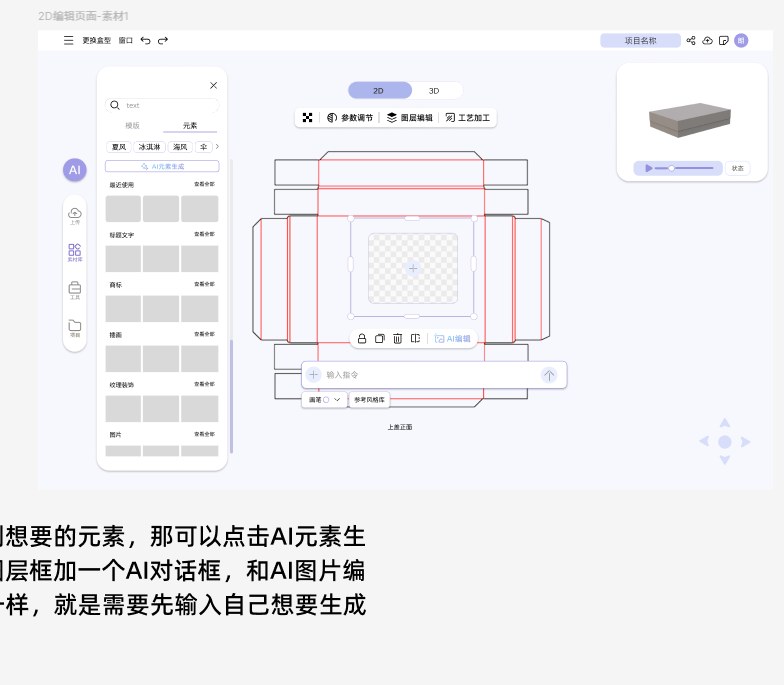 2D编辑页面-素材1
更换盒型 窗口 项目名称
text
模版 元素
夏风 冰淇淋 海风 伞
AI元素生成
最近使用 查看全部
标题文字 查看全部
商标 查看全部
插画 查看全部
纹理装饰 查看全部
图片 查看全部
AI
上传
素材库
工具
项目
2D 3D
参数调节 图层编辑 工艺加工
状态
AI编辑
输入指令
画笔 参考风格库
上盖正面
想要的元素，那可以点击AI元素生
层框加一个AI对话框，和AI图片编
一样，就是需要先输入自己想要生成